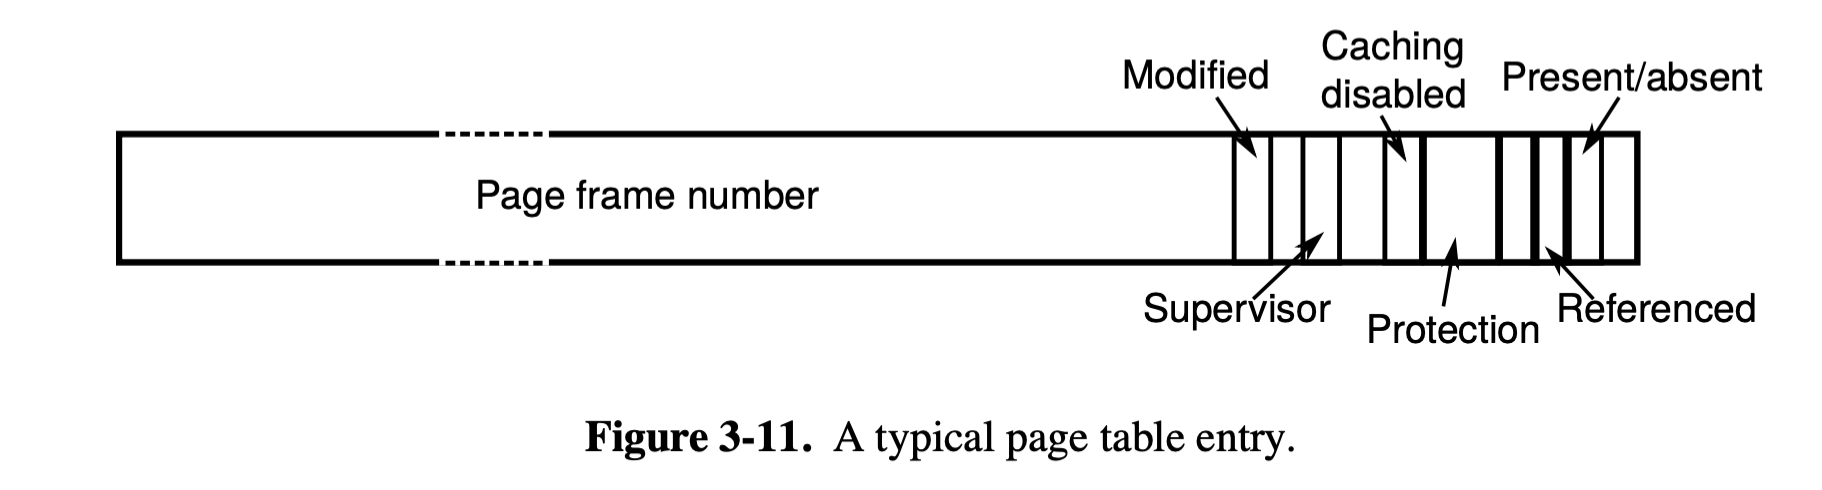 Modified
Caching
disabled
Present/absent
Page frame number
Supervisor
Protection
Referenced
Figure 3-11. A typical page table entry.